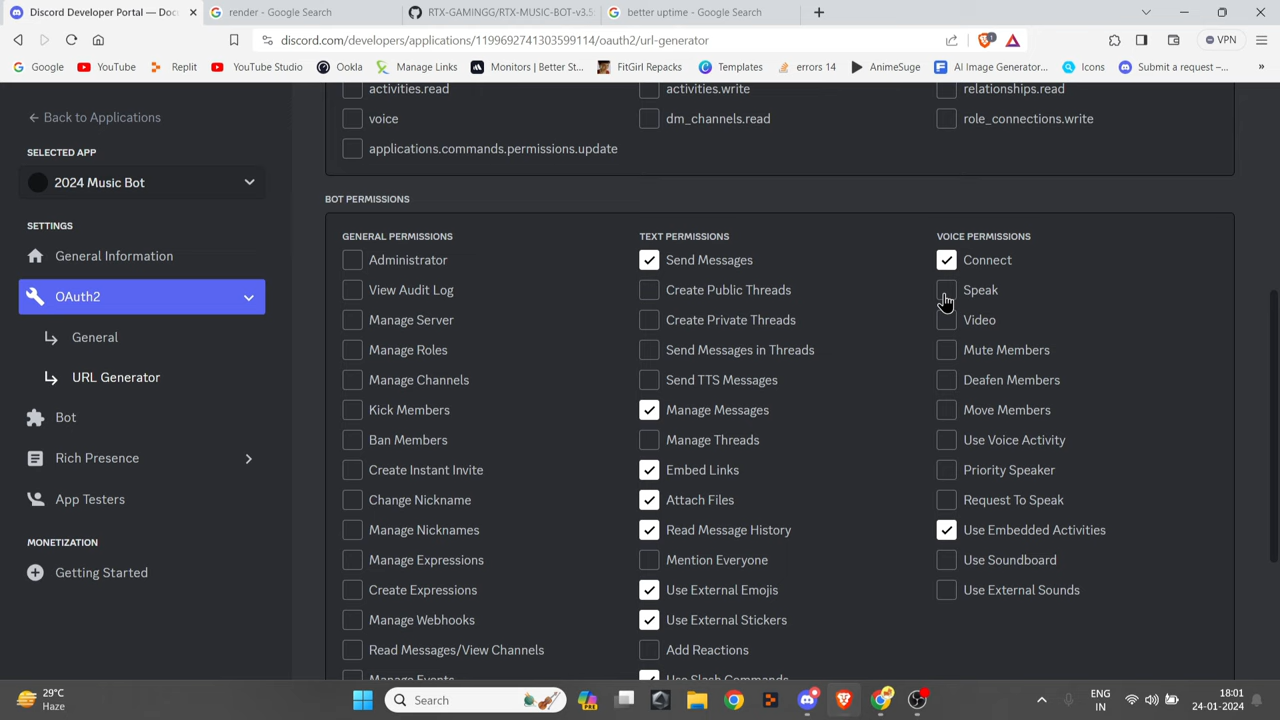 Discord Developer Portal — Doc
render - Google Search
RTX-GAMINGG/RTX-MUSIC-BOT-v3.5
better uptime - Google Search
discord.com/developers/applications/1199692741303599114/oauth2/url-generator
1
VPN
Google
YouTube
Replit
YouTube Studio
Ookla
Manage Links
Monitors | Better St...
FitGirl Repacks
Templates
errors 14
AnimeSuge
AI Image Generator...
Icons
Submit a request –...
Back to Applications
SELECTED APP
2024 Music Bot
SETTINGS
General Information
OAuth2
General
URL Generator
Bot
Rich Presence
App Testers
MONETIZATION
Getting Started
activities.read
activities.write
relationships.read
voice
dm_channels.read
role_connections.write
applications.commands.permissions.update
BOT PERMISSIONS
GENERAL PERMISSIONS
Administrator
View Audit Log
Manage Server
Manage Roles
Manage Channels
Kick Members
Ban Members
Create Instant Invite
Change Nickname
Manage Nicknames
Manage Expressions
Create Expressions
Manage Webhooks
Read Messages/View Channels
Manage Events
TEXT PERMISSIONS
Send Messages
Create Public Threads
Create Private Threads
Send Messages in Threads
Send TTS Messages
Manage Messages
Manage Threads
Embed Links
Attach Files
Read Message History
Mention Everyone
Use External Emojis
Use External Stickers
Add Reactions
Use Slash Commands
VOICE PERMISSIONS
Connect
Speak
Video
Mute Members
Deafen Members
Move Members
Use Voice Activity
Priority Speaker
Request To Speak
Use Embedded Activities
Use Soundboard
Use External Sounds
29°C
Haze
Search
PRE
ENG
IN
18:01
24-01-2024